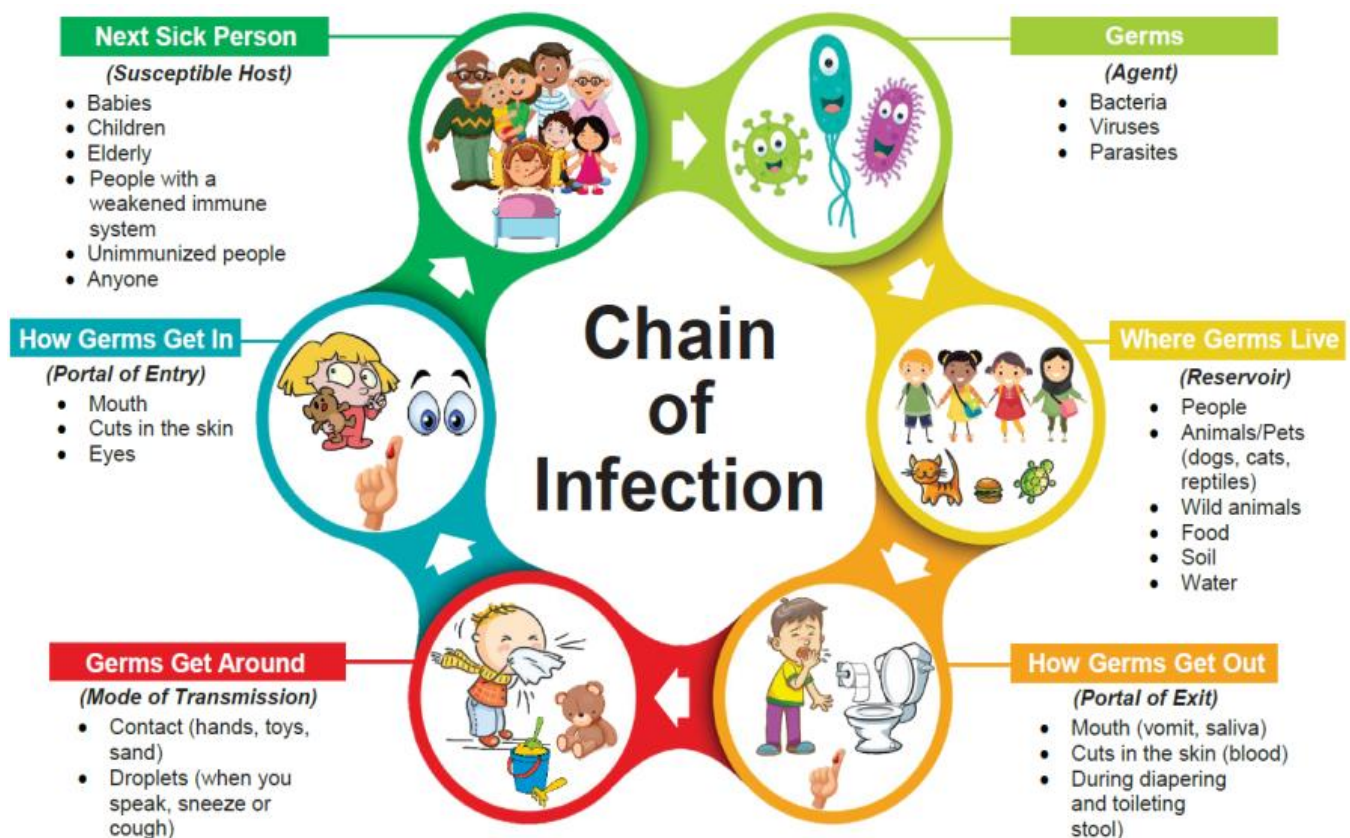 Next Sick Person
(Susceptible Host)
• Babies
• Children
• Elderly
• People with a
weakened immune
system
• Unimmunized people
• Anyone
Germs
(Agent)
• Bacteria
• Viruses
• Parasites
How Germs Get In
(Portal of Entry)
• Mouth
• Cuts in the skin
• Eyes
Chain
of
Infection
Where Germs Live
(Reservoir)
• People
• Animals/Pets
(dogs, cats,
reptiles)
• Wild animals
• Food
• Soil
• Water
Germs Get Around
(Mode of Transmission)
• Contact (hands, toys,
sand)
• Droplets (when you
speak, sneeze or
cough)
How Germs Get Out
(Portal of Exit)
• Mouth (vomit, saliva)
• Cuts in the skin (blood)
• During diapering
and toileting
stool)